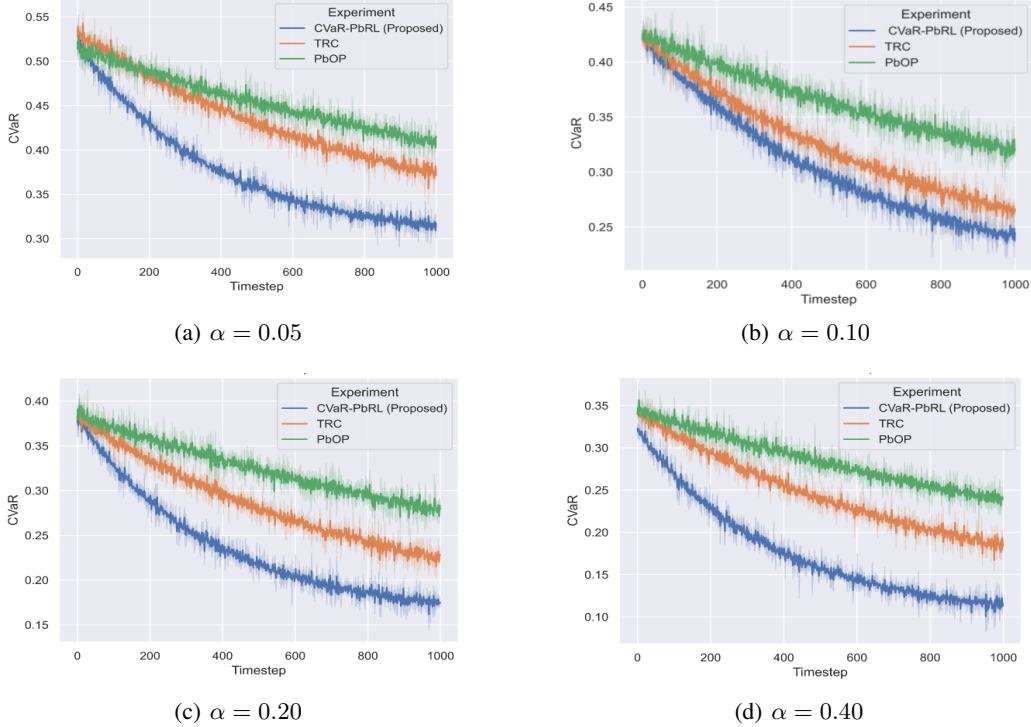 Experiment
CVaR-PbRL (Proposed)
TRC
PbOP
0.55
0.50
0.45
0.40
0.35
0.30
CVaR
0 200 400 600 800 1000
Timestep
(a) α = 0.05
Experiment
CVaR-PbRL (Proposed)
TRC
PbOP
0.45
0.40
0.35
0.30
0.25
CVaR
0 200 400 600 800 1000
Timestep
(b) α = 0.10
Experiment
CVaR-PbRL (Proposed)
TRC
PbOP
0.40
0.35
0.30
0.25
0.20
0.15
CVaR
0 200 400 600 800 1000
Timestep
(c) α = 0.20
Experiment
CVaR-PbRL (Proposed)
TRC
PbOP
0.35
0.30
0.25
0.20
0.15
0.10
CVaR
0 200 400 600 800 1000
Timestep
(d) α = 0.40